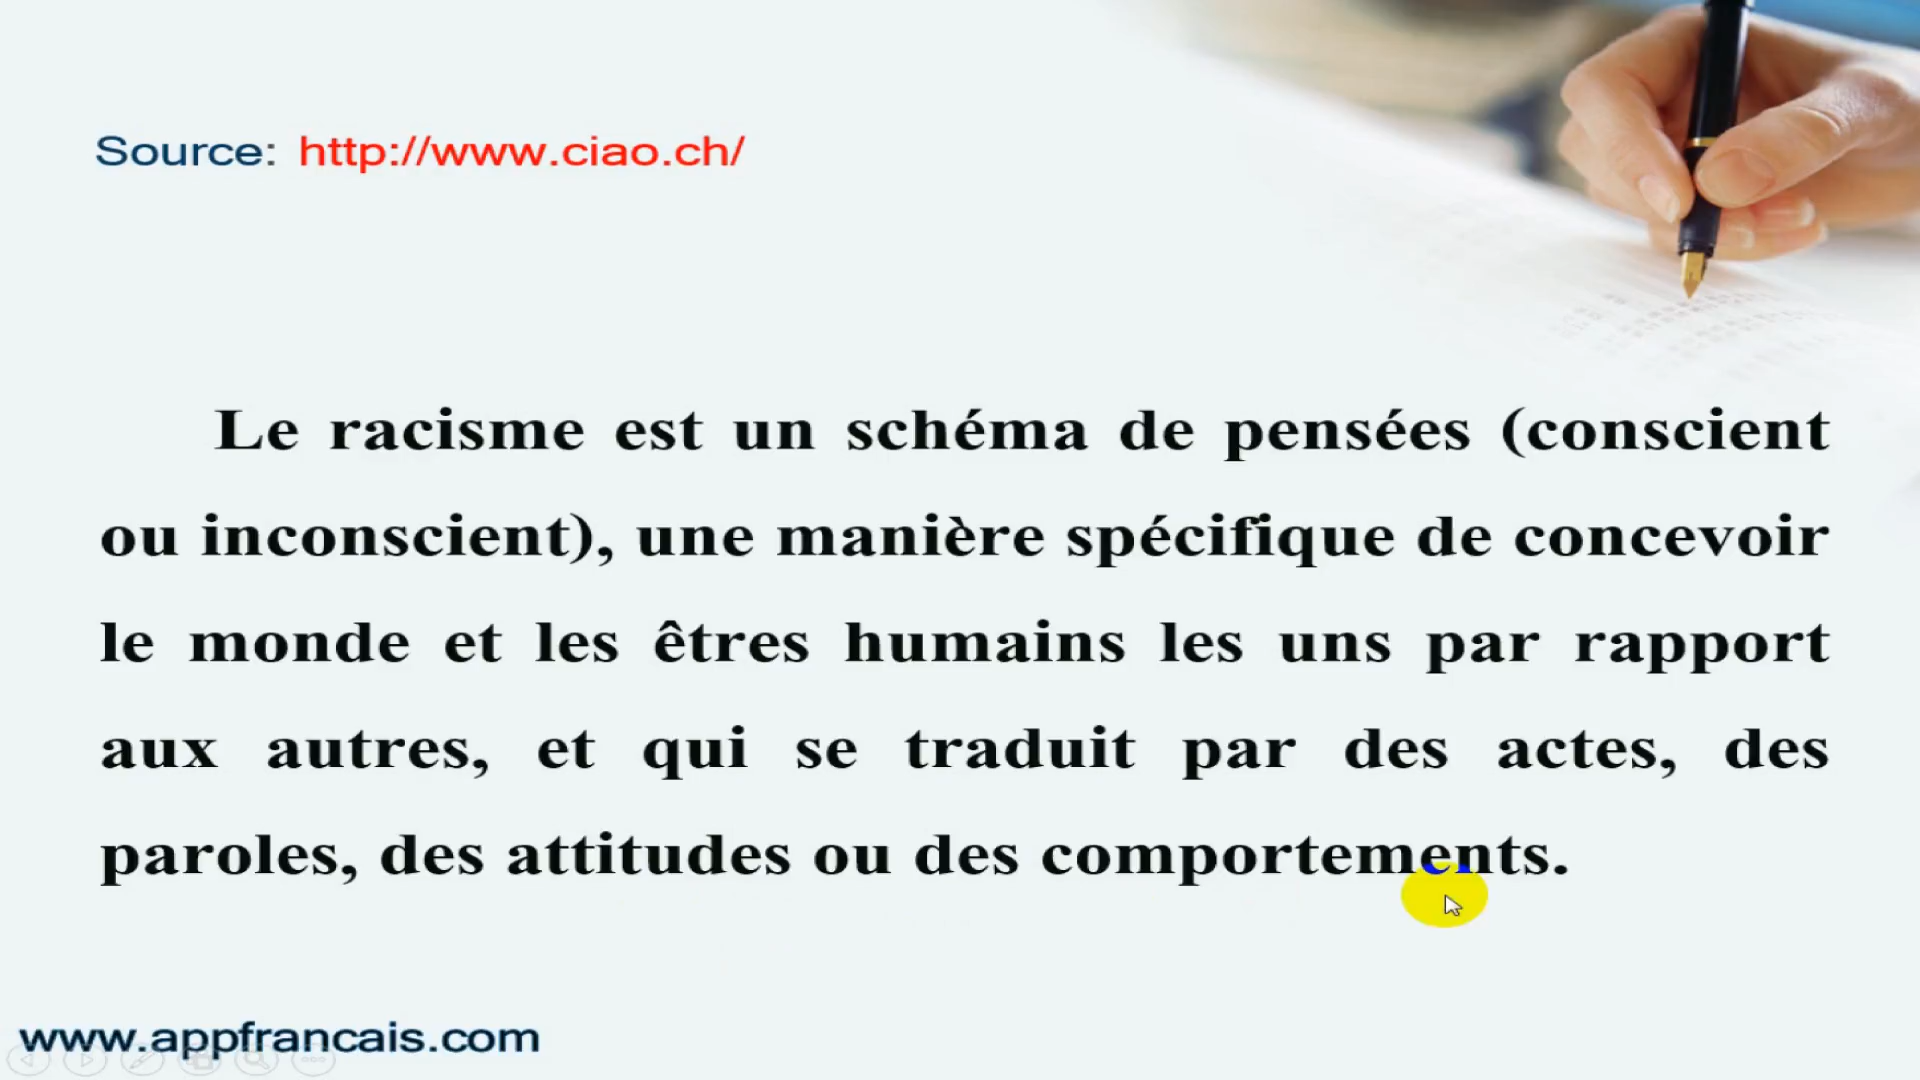 Source: http://www.ciao.ch/
Le racisme est un schéma de pensées (conscient
ou inconscient), une manière spécifique de concevoir
le monde et les êtres humains les uns par rapport
aux autres, et qui se traduit par des actes, des
paroles, des attitudes ou des comportements.
www.appfrancais.com